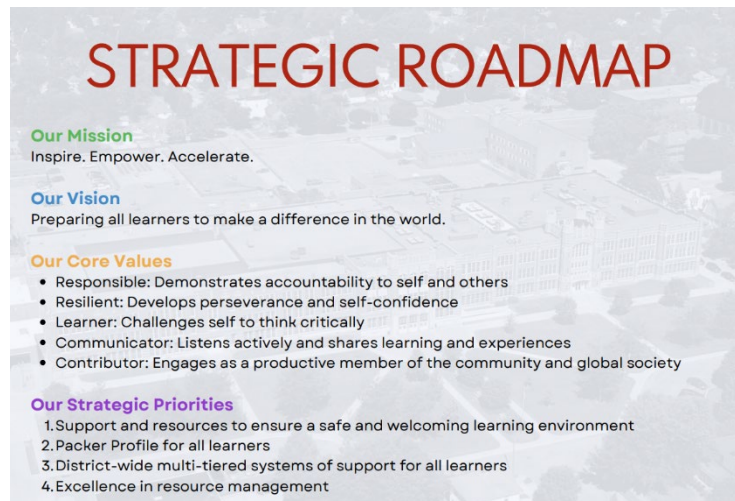 STRATEGIC ROADMAP
Our Mission
Inspire. Empower. Accelerate.
Our Vision
Preparing all learners to make a difference in the world.
Our Core Values
• Responsible: Demonstrates accountability to self and others
• Resilient: Develops perseverance and self-confidence
• Learner: Challenges self to think critically
• Communicator: Listens actively and shares learning and experiences
• Contributor: Engages as a productive member of the community and global society
Our Strategic Priorities
1.Support and resources to ensure a safe and welcoming learning environment
2.Packer Profile for all learners
3.District-wide multi-tiered systems of support for all learners
4.Excellence in resource management